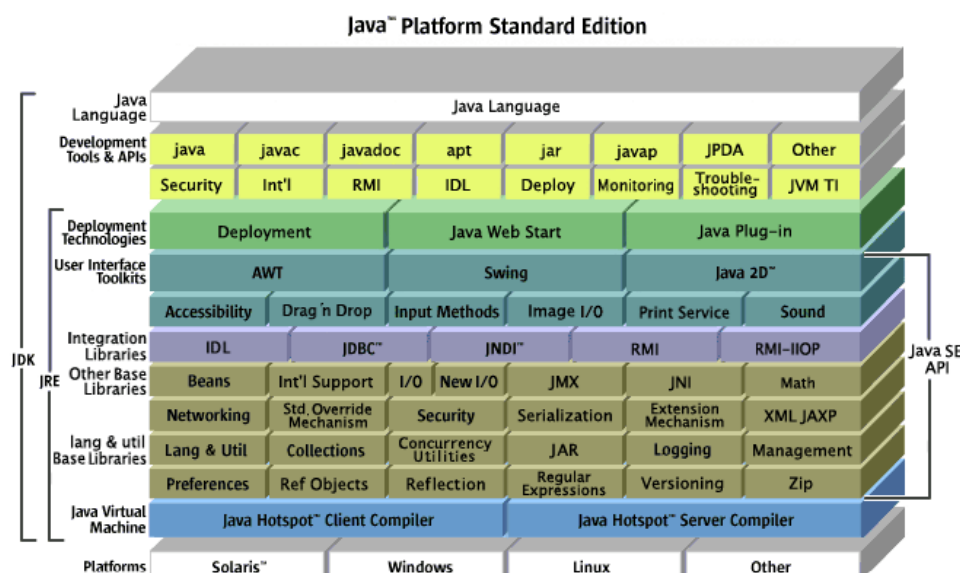 Java™ Platform Standard Edition
Java Language
Java Language
Development Tools & APIs
java javac javadoc apt jar javap JPDA Other
Security Int'l RMI IDL Deploy Monitoring Trouble-shooting JVM TI
Deployment Technologies
Deployment Java Web Start Java Plug-in
User Interface Toolkits
AWT Swing Java 2D™
Accessibility Drag'n Drop Input Methods Image I/O Print Service Sound
Integration Libraries
IDL JDBC™ JNDI™ RMI RMI-IIOP
JDK
JRE
Java SE API
Other Base Libraries
Beans Int'l Support I/O New I/O JMX JNI Math
Networking Std. Override Mechanism Security Serialization Extension Mechanism XML JAXP
lang & util Base Libraries
Lang & Util Collections Concurrency Utilities JAR Logging Management
Preferences Ref Objects Reflection Regular Expressions Versioning Zip
Java Virtual Machine
Java Hotspot™ Client Compiler Java Hotspot™ Server Compiler
Platforms
Solaris™ Windows Linux Other